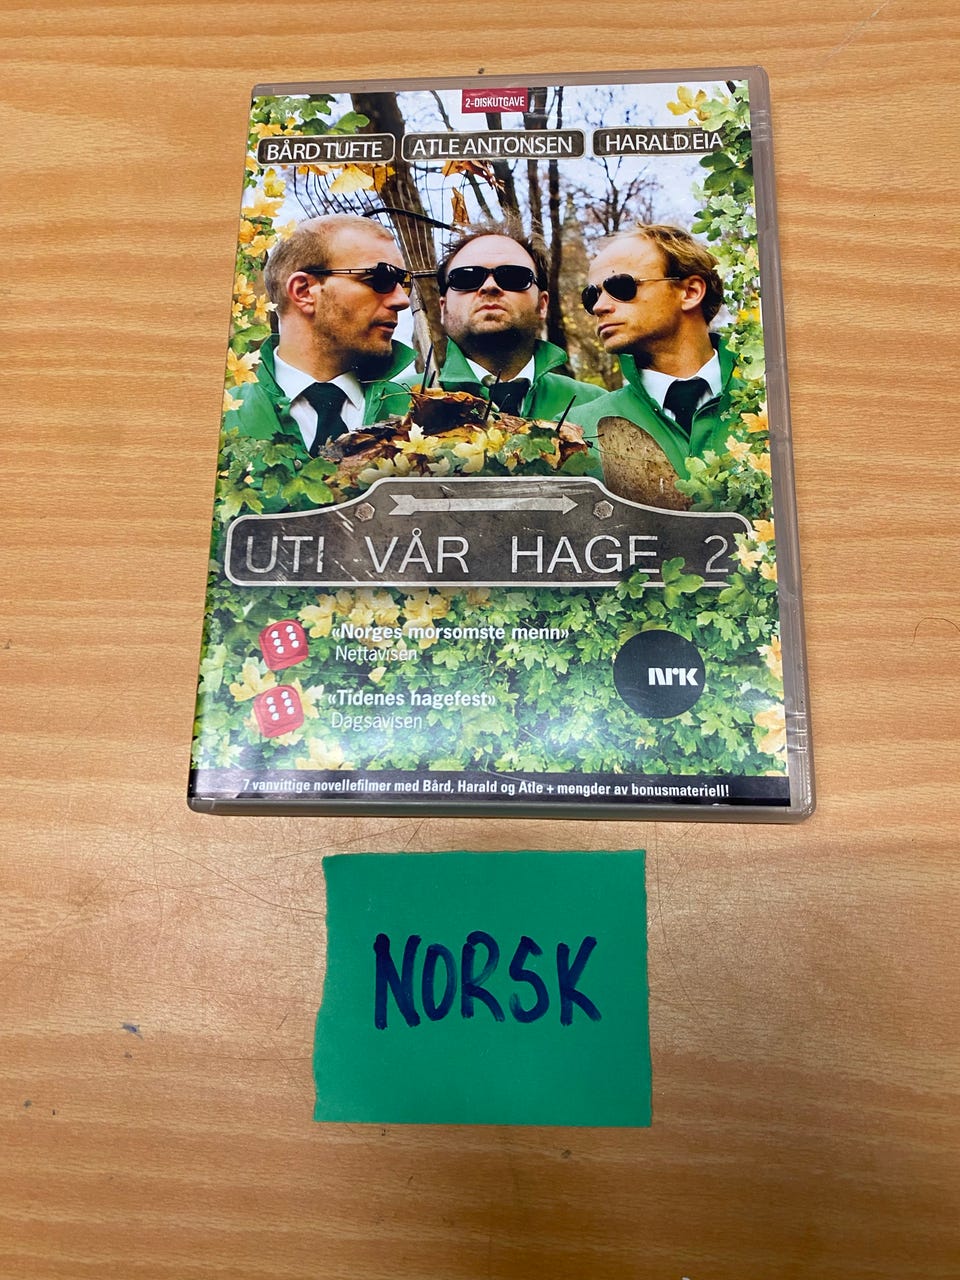 2-DISKUTGAVE
BÅRD TUFTE ATLE ANTONSEN HARALD EIA
UTI VÅR HAGE 2
«Norges morsomste menn»
Nettavisen
nrk
«Tidenes hagefest»
Dagsavisen
7 vanvittige novellefilmer med Bård, Harald og Atle + mengder av bonusmateriell!
NORSK